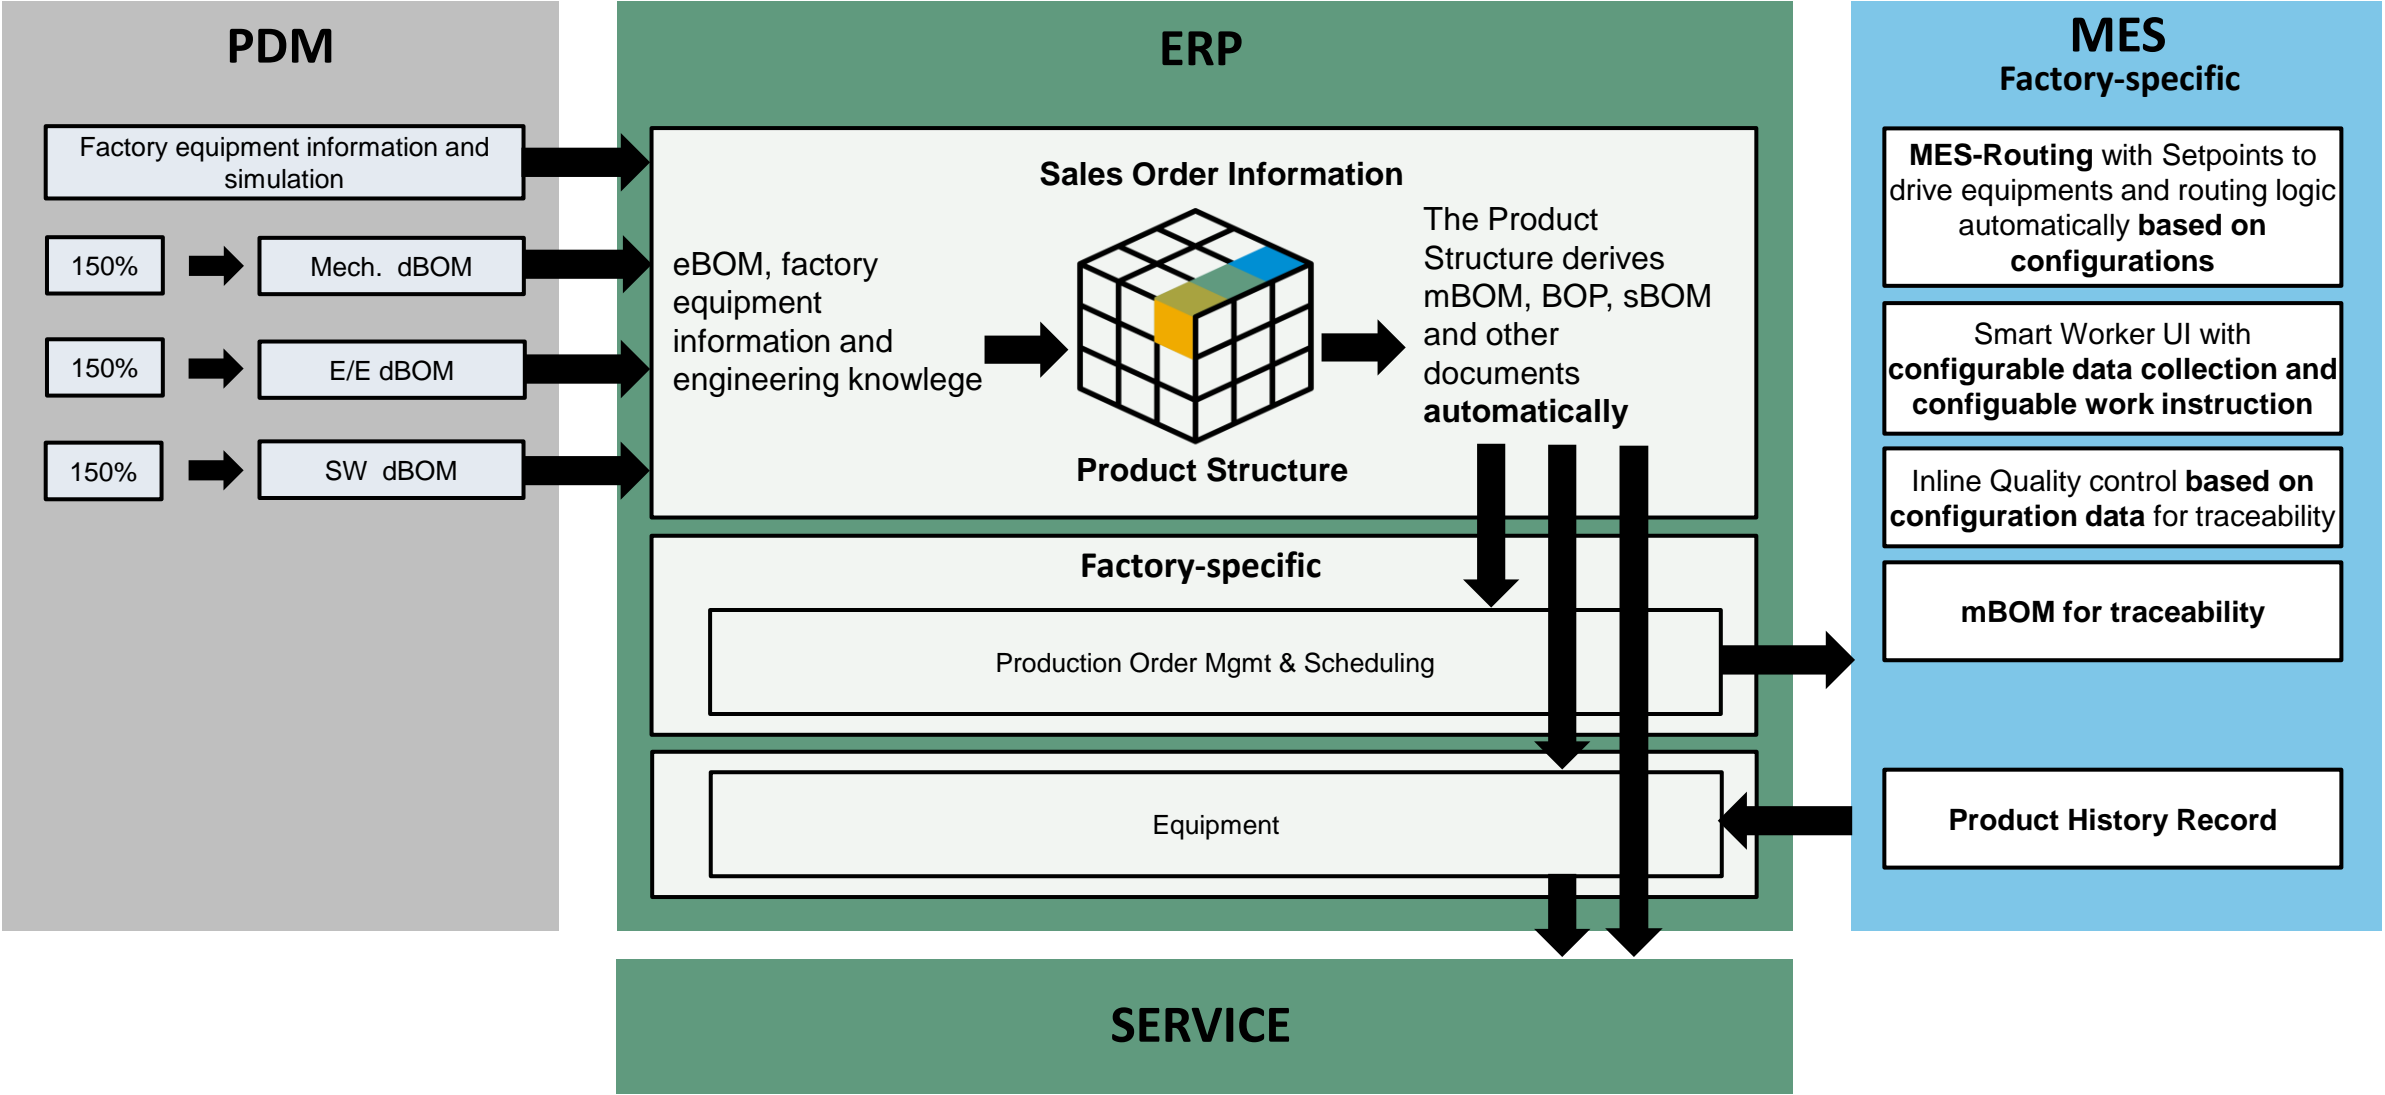 PDM
Factory equipment information and
simulation
150%
Mech. dBOM
150%
E/E dBOM
150%
SW dBOM
ERP
Sales Order Information
eBOM, factory
equipment
information and
engineering knowlege
Product Structure
The Product
Structure derives
mBOM, BOP, sBOM
and other
documents
automatically
Factory-specific
Production Order Mgmt & Scheduling
Equipment
MES
Factory-specific
MES-Routing with Setpoints to
drive equipments and routing logic
automatically based on
configurations
Smart Worker UI with
configurable data collection and
configuable work instruction
Inline Quality control based on
configuration data for traceability
mBOM for traceability
Product History Record
SERVICE